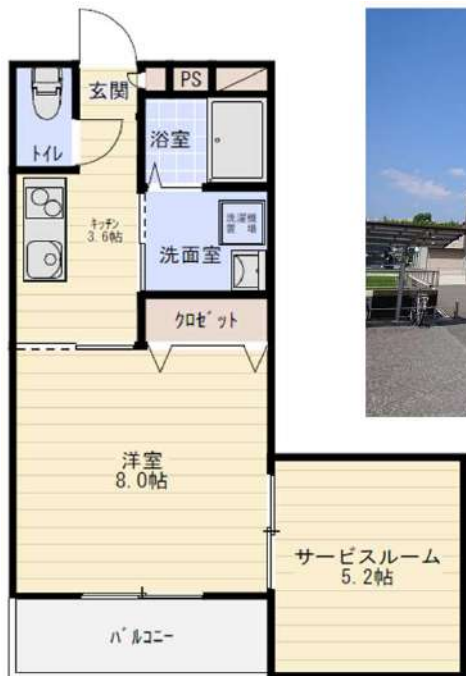 玄関
PS
トイレ
浴室
キッチン
3.6帖
洗濯機
置場
洗面室
クロゼット
洋室
8.0帖
サービスルーム
5.2帖
バルコニー